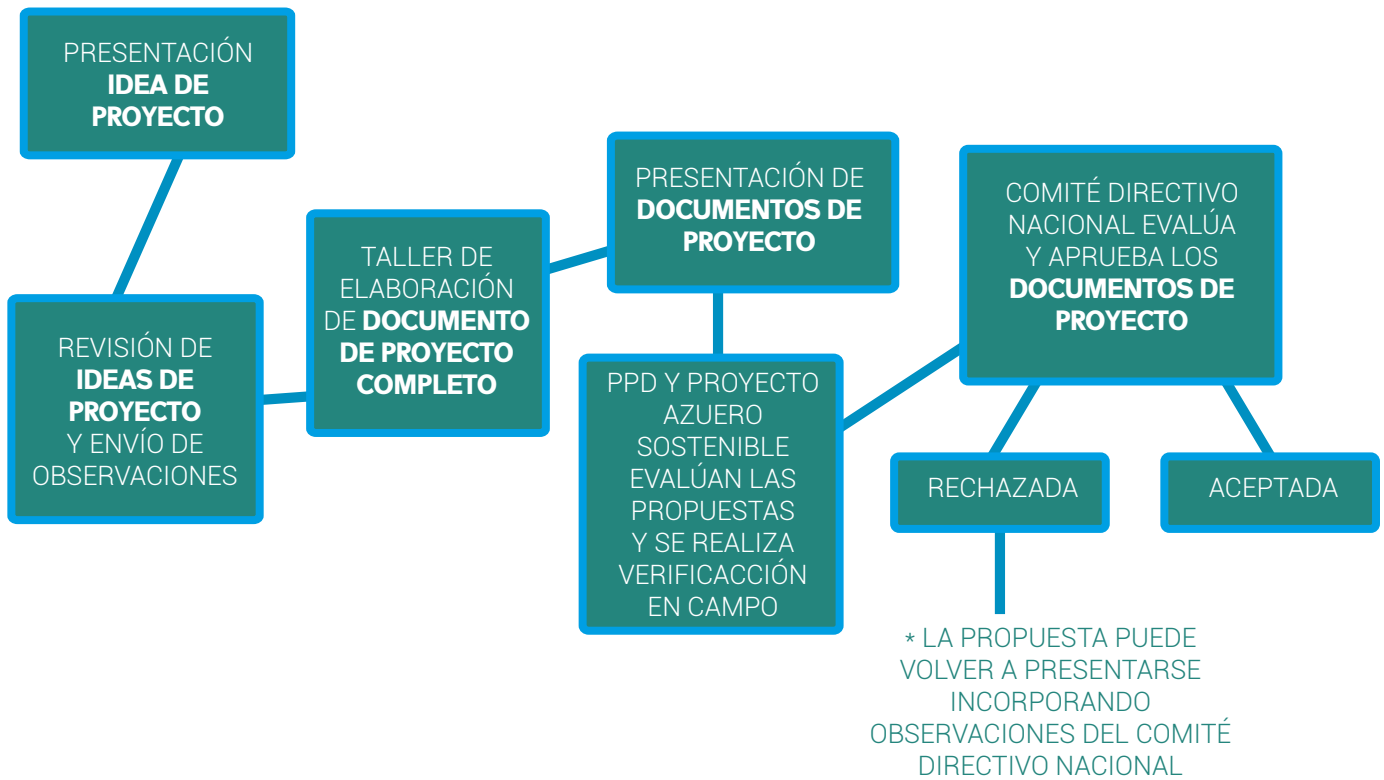 PRESENTACIÓN
IDEA DE
PROYECTO
REVISIÓN DE
IDEAS DE
PROYECTO
Y ENVÍO DE
OBSERVACIONES
TALLER DE
ELABORACIÓN
DE DOCUMENTO
DE PROYECTO
COMPLETO
PRESENTACIÓN DE
DOCUMENTOS DE
PROYECTO
PPD Y PROYECTO
AZUERO
SOSTENIBLE
EVALÚAN LAS
PROPUESTAS
Y SE REALIZA
VERIFICACCIÓN
EN CAMPO
COMITÉ DIRECTIVO
NACIONAL EVALÚA
Y APRUEBA LOS
DOCUMENTOS DE
PROYECTO
RECHAZADA
ACEPTADA
* LA PROPUESTA PUEDE
VOLVER A PRESENTARSE
INCORPORANDO
OBSERVACIONES DEL COMITÉ
DIRECTIVO NACIONAL